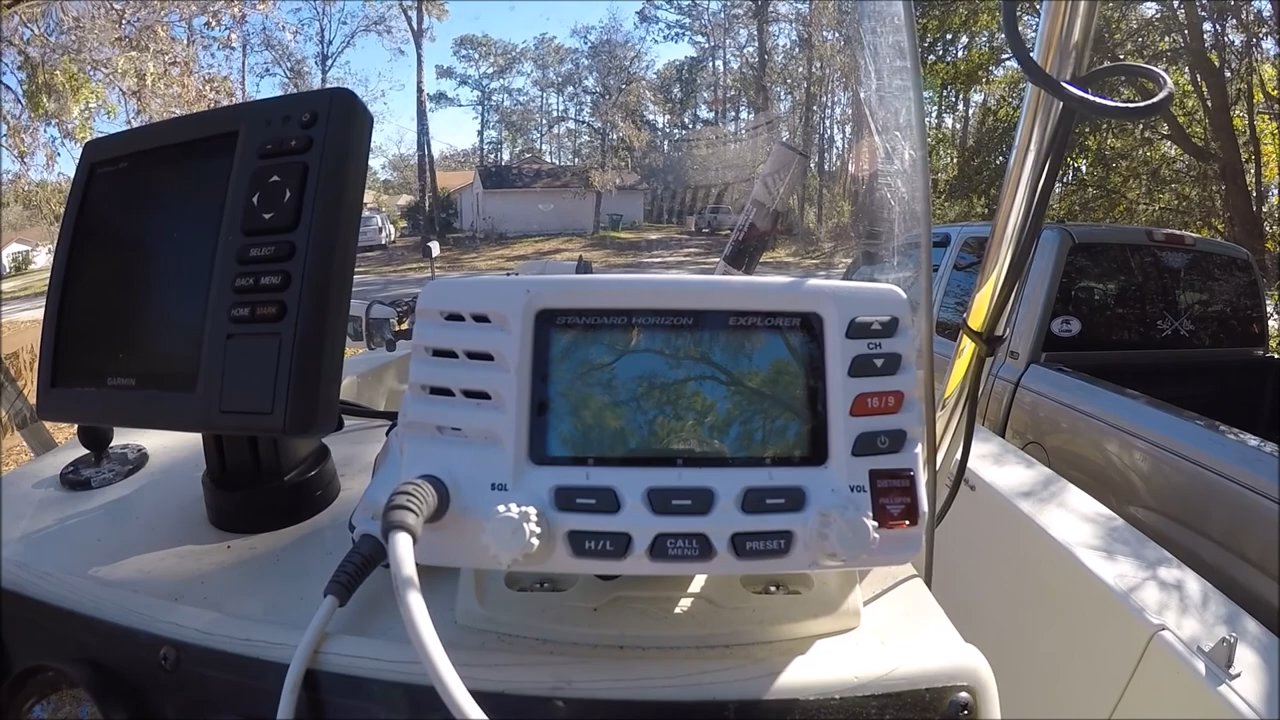 SELECT
BACK MENU
HOME MARK
GARMIN
STANDARD HORIZON EXPLORER
CH
16/9
SQL
VOL
DISTRESS
H/L
CALL
MENU
PRESET